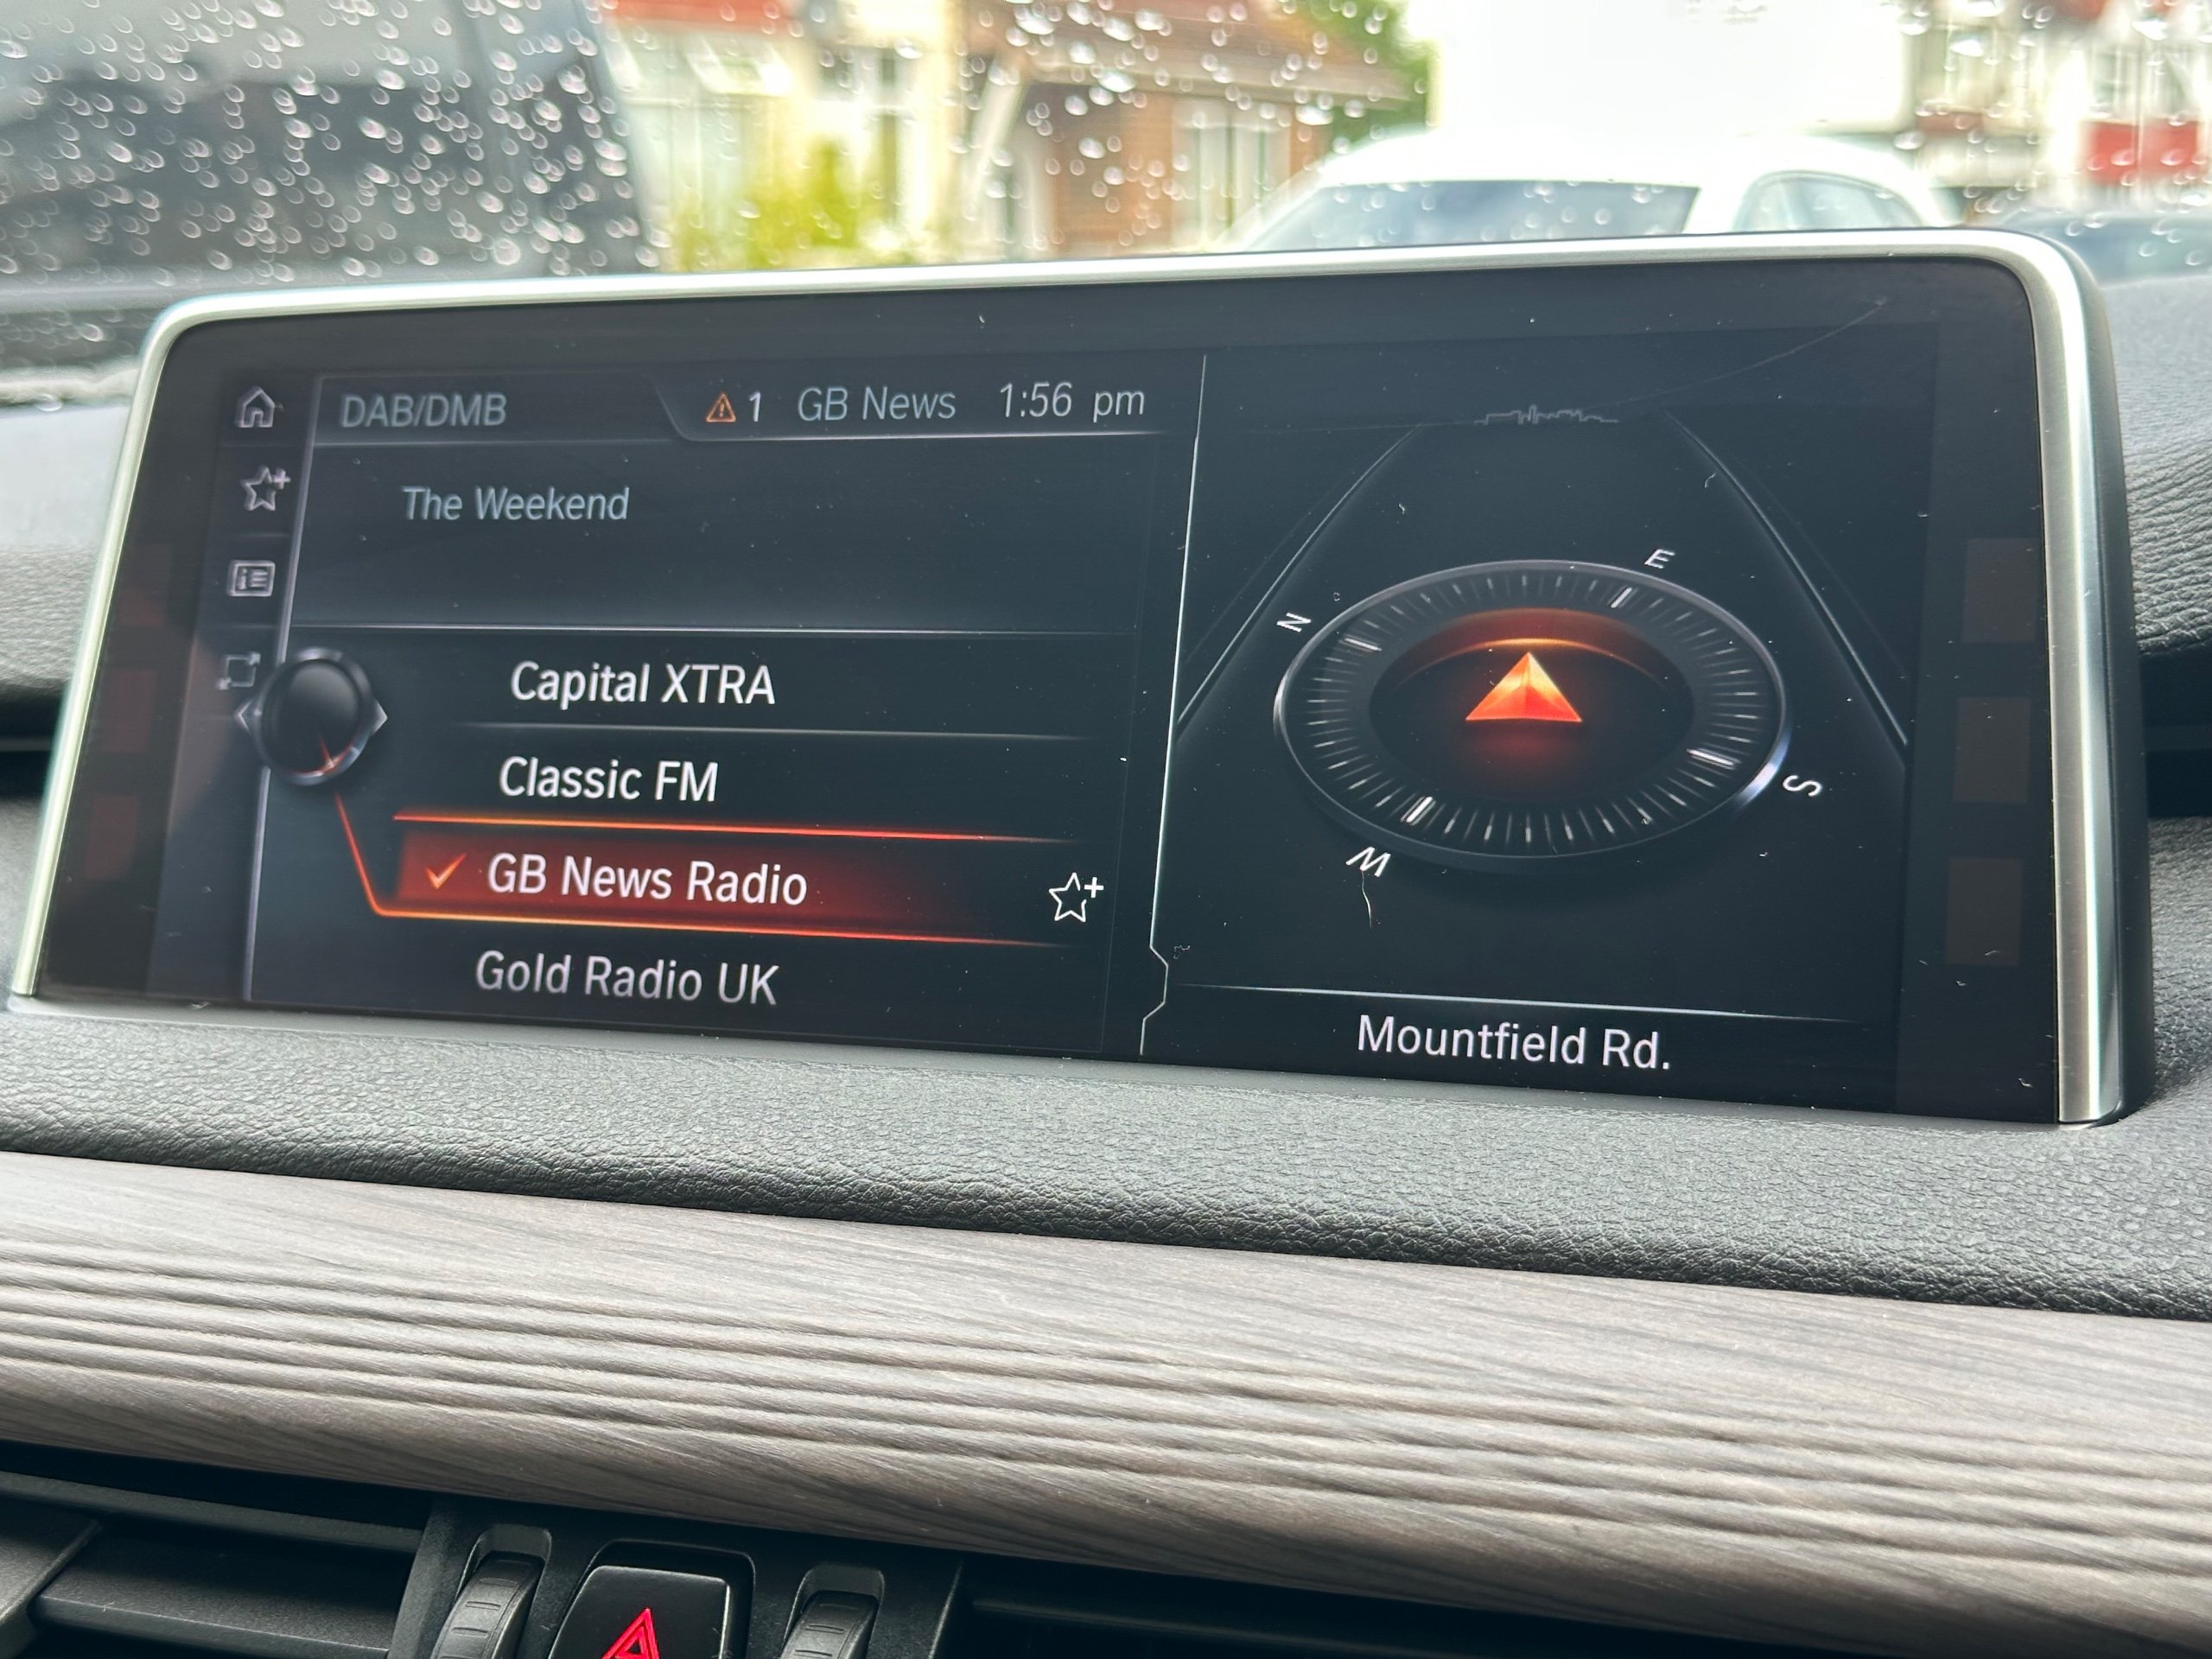 DAB/DMB 1 GB News 1:56 pm
The Weekend
Capital XTRA
Classic FM
GB News Radio
Gold Radio UK
N
E
S
W
Mountfield Rd.